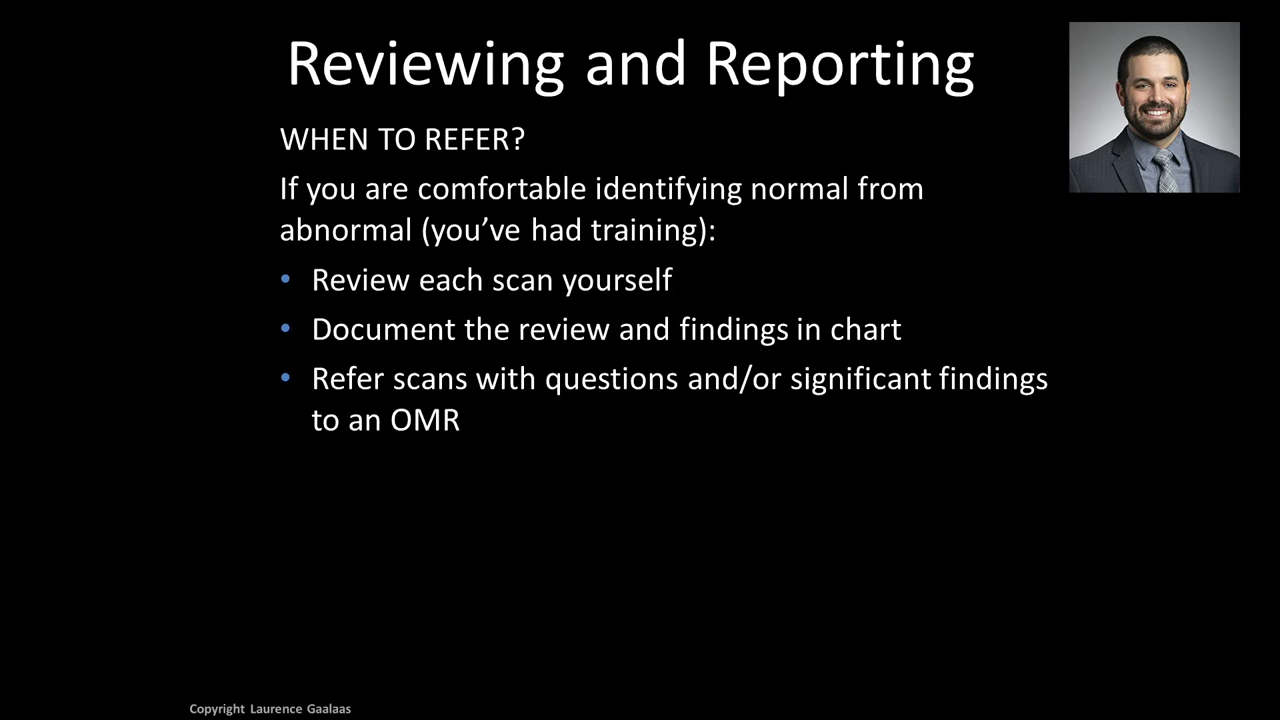 Reviewing and Reporting
WHEN TO REFER?
If you are comfortable identifying normal from
abnormal (you’ve had training):
• Review each scan yourself
• Document the review and findings in chart
• Refer scans with questions and/or significant findings
to an OMR
Copyright Laurence Gaalaas